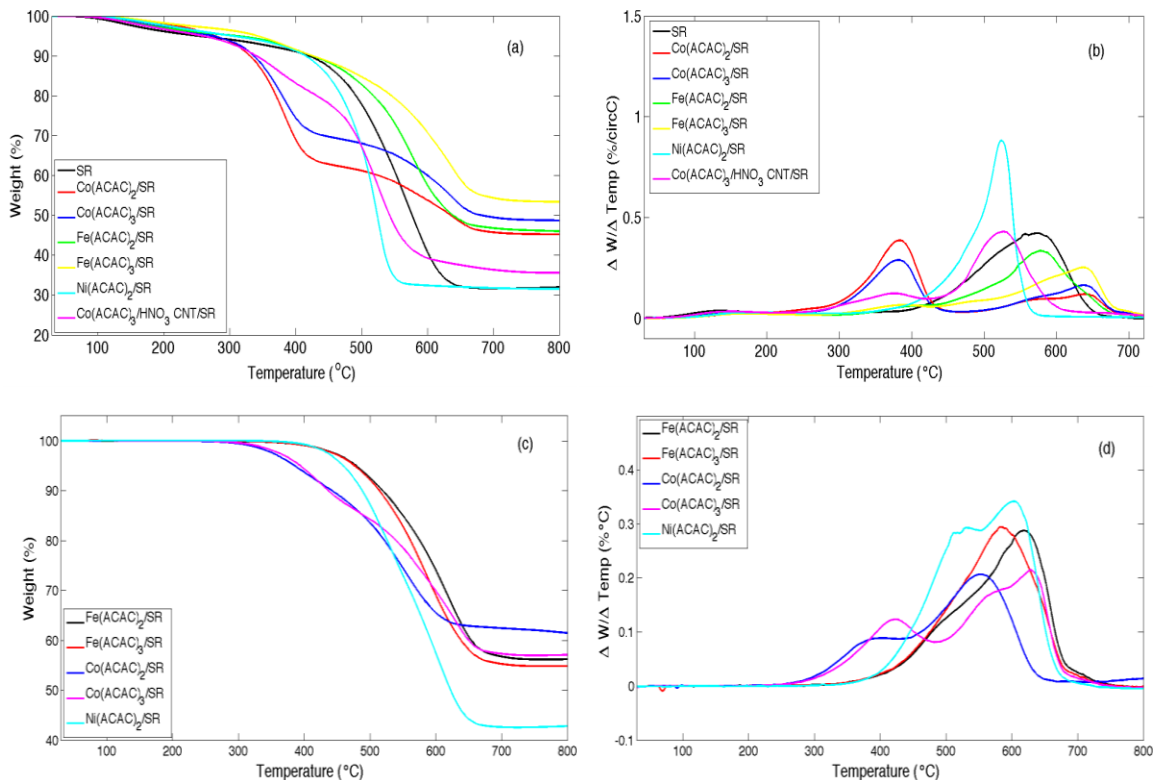 (a)
100
90
80
70
60
50
40
30
20
Weight (%)
SR
Co(ACAC)2/SR
Co(ACAC)3/SR
Fe(ACAC)2/SR
Fe(ACAC)3/SR
Ni(ACAC)2/SR
Co(ACAC)3/HNO3 CNT/SR
100 200 300 400 500 600 700 800
Temperature (°C)
(b)
1.5
1
0.5
0
Δ W/Δ Temp (%/circC)
SR
Co(ACAC)2/SR
Co(ACAC)3/SR
Fe(ACAC)2/SR
Fe(ACAC)3/SR
Ni(ACAC)2/SR
Co(ACAC)3/HNO3 CNT/SR
100 200 300 400 500 600 700
Temperature (°C)
(c)
100
90
80
70
60
50
40
Weight (%)
Fe(ACAC)2/SR
Fe(ACAC)3/SR
Co(ACAC)2/SR
Co(ACAC)3/SR
Ni(ACAC)2/SR
100 200 300 400 500 600 700 800
Temperature (°C)
(d)
0.4
0.3
0.2
0.1
0
-0.1
Δ W/Δ Temp (%°C)
Fe(ACAC)2/SR
Fe(ACAC)3/SR
Co(ACAC)2/SR
Co(ACAC)3/SR
Ni(ACAC)2/SR
100 200 300 400 500 600 700 800
Temperature (°C)